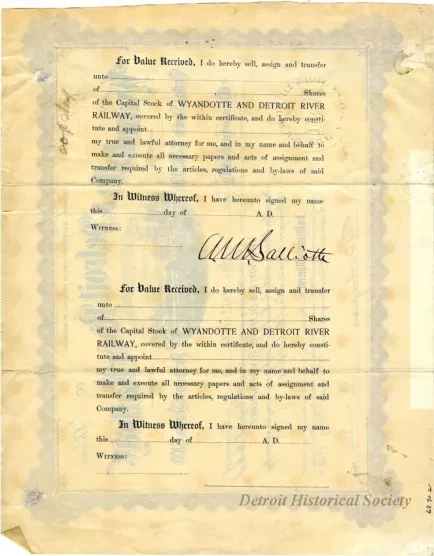 For Value Received, I do hereby sell, assign and transfer
unto
of Shares
of the Capital Stock of WYANDOTTE AND DETROIT RIVER
RAILWAY, covered by the within certificate, and do hereby consti-
tute and appoint
my true and lawful attorney for me, and in my name and behalf to
make and execute all necessary papers and acts of assignment and
transfer required by the articles, regulations and by-laws of said
Company.
In Witness Whereof, I have hereunto signed my name
this day of A. D.
WITNESS:
For Value Received, I do hereby sell, assign and transfer
unto
of Shares
of the Capital Stock of WYANDOTTE AND DETROIT RIVER
RAILWAY, covered by the within certificate, and do hereby consti-
tute and appoint
my true and lawful attorney for me, and in my name and behalf to
make and execute all necessary papers and acts of assignment and
transfer required by the articles, regulations and by-laws of said
Company.
In Witness Whereof, I have hereunto signed my name
this day of A. D.
WITNESS:
Detroit Historical Society